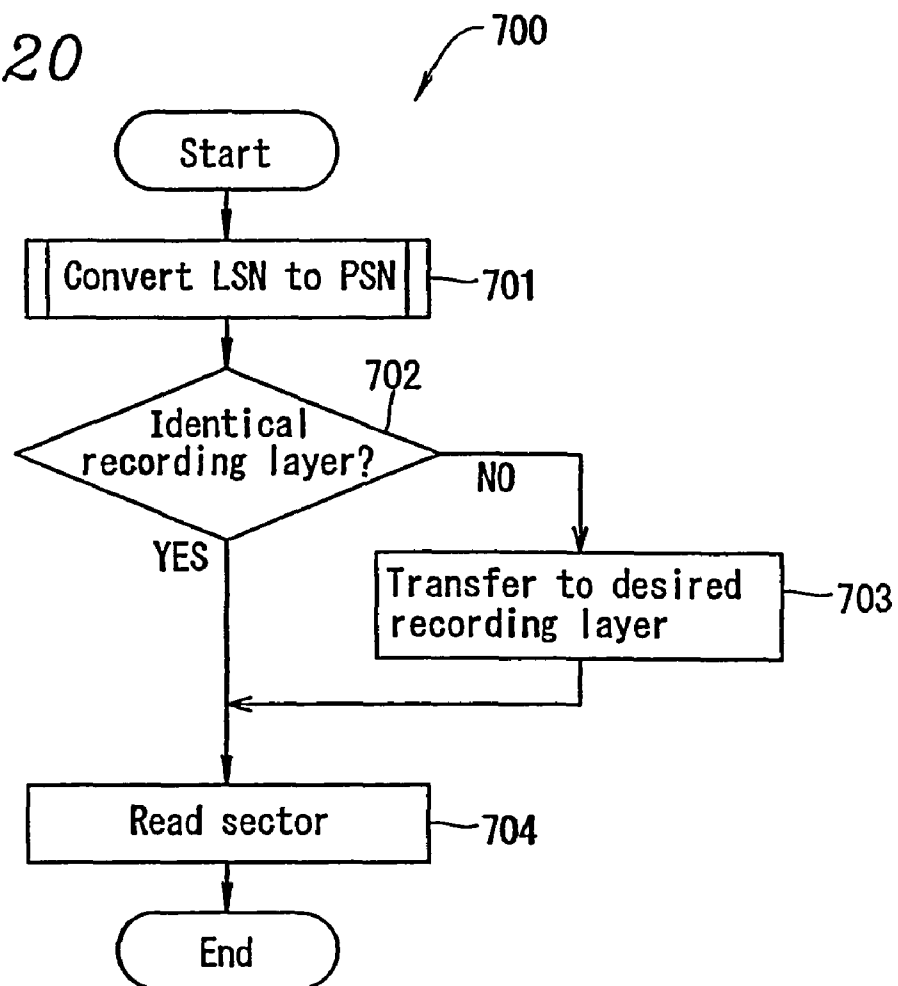 20
700
Start
Convert LSN to PSN
701
702
Identical
recording layer?
NO
YES
Transfer to desired
recording layer
703
Read sector
704
End